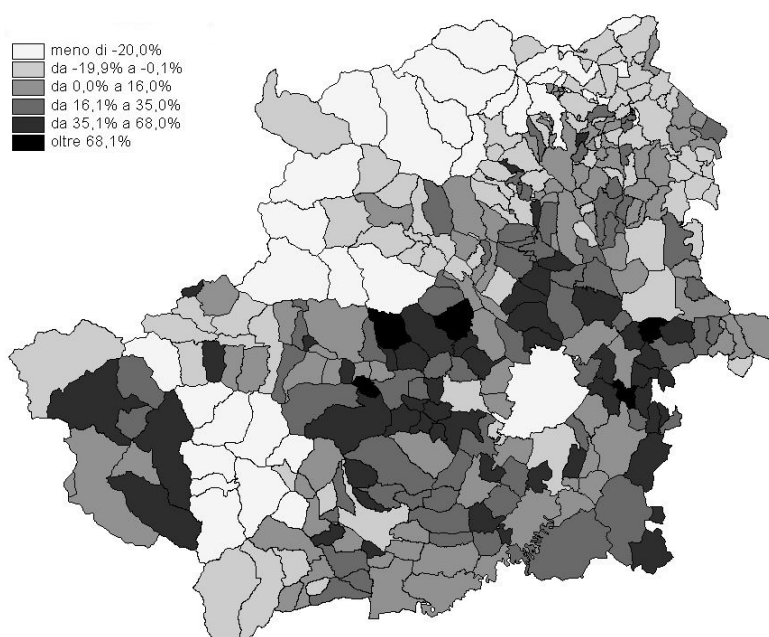 meno di -20,0%
da -19,9% a -0,1%
da 0,0% a 16,0%
da 16,1% a 35,0%
da 35,1% a 68,0%
oltre 68,1%